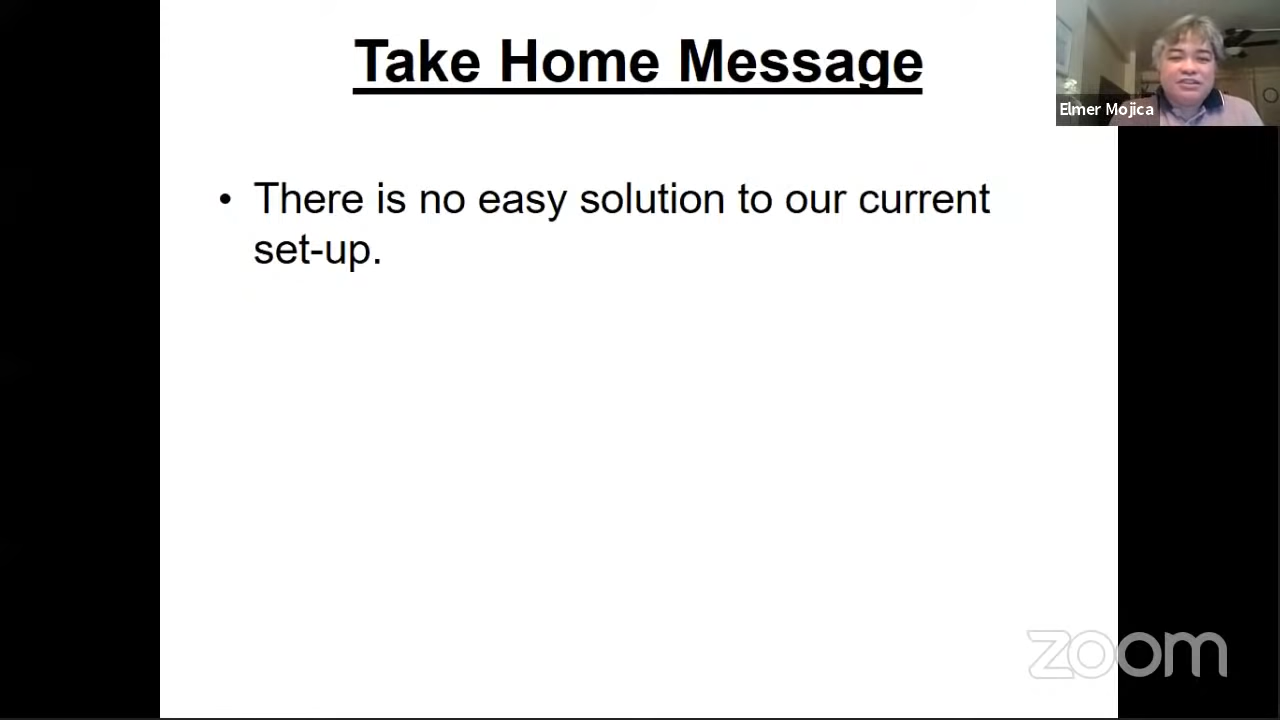 Take Home Message
Elmer Mojica
• There is no easy solution to our current
set-up.
zoom